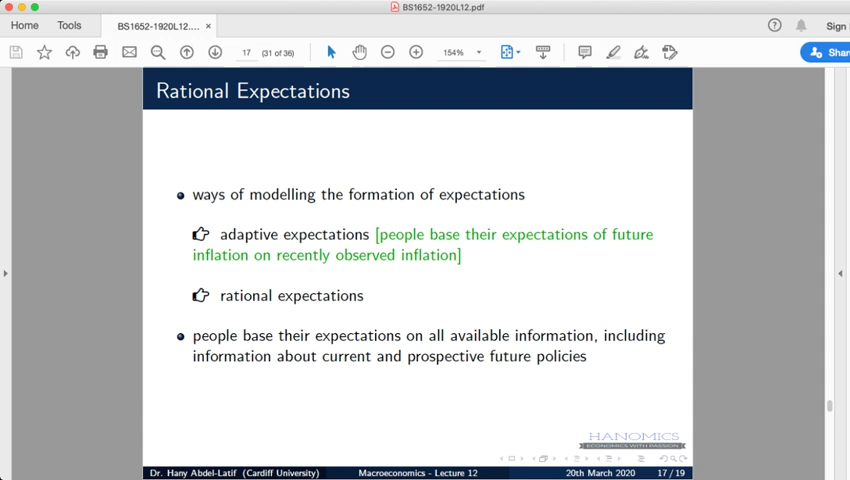 BS1652-1920L12.pdf
Home Tools BS1652-1920L12.... × Sign
17 (31 of 36) 154% Shar
Rational Expectations
ways of modelling the formation of expectations
adaptive expectations [people base their expectations of future
inflation on recently observed inflation]
rational expectations
people base their expectations on all available information, including
information about current and prospective future policies
HANOMICS
ECONOMICS WITH PASSION
Dr. Hany Abdel-Latif (Cardiff University) Macroeconomics - Lecture 12 20th March 2020 17 / 19